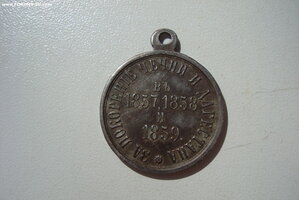 ЗА ПОКОРЕНІЕ ЧЕЧНИ И ДАГЕСТАНА
ВЪ
1857, 1858
И
1859.